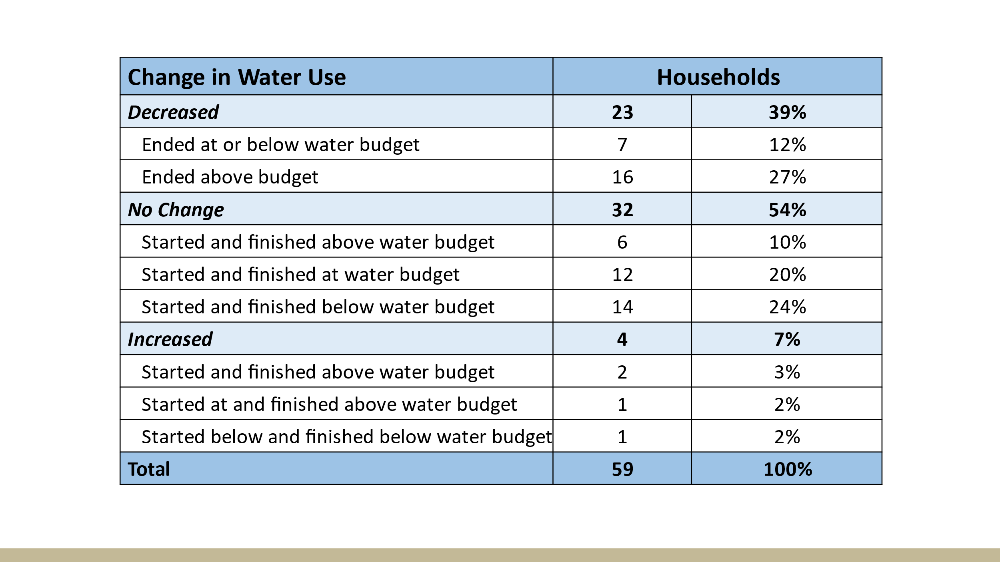 Change in Water Use Households
Decreased 23 39%
Ended at or below water budget 7 12%
Ended above budget 16 27%
No Change 32 54%
Started and finished above water budget 6 10%
Started and finished at water budget 12 20%
Started and finished below water budget 14 24%
Increased 4 7%
Started and finished above water budget 2 3%
Started at and finished above water budget 1 2%
Started below and finished below water budget 1 2%
Total 59 100%